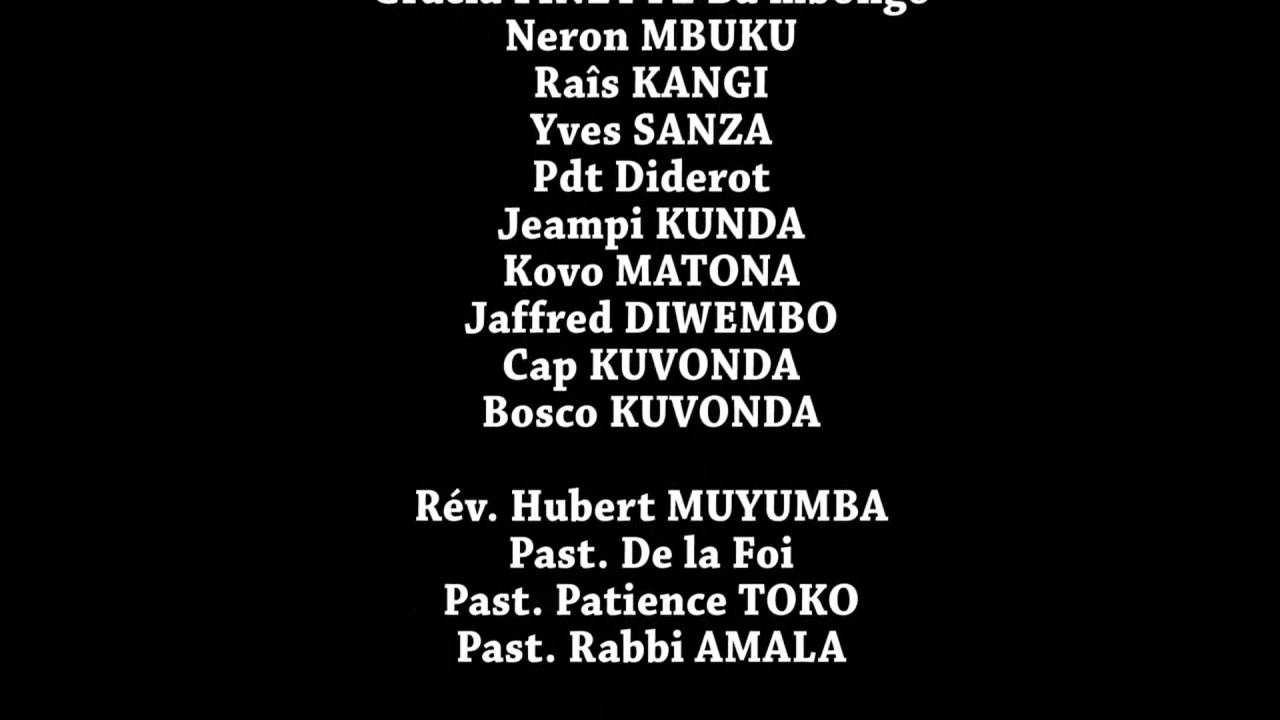 Neron MBUKU
Raîs KANGI
Yves SANZA
Pdt Diderot
Jeampi KUNDA
Kovo MATONA
Jaffred DIWEMBO
Cap KUVONDA
Bosco KUVONDA
Rév. Hubert MUYUMBA
Past. De la Foi
Past. Patience TOKO
Past. Rabbi AMALA